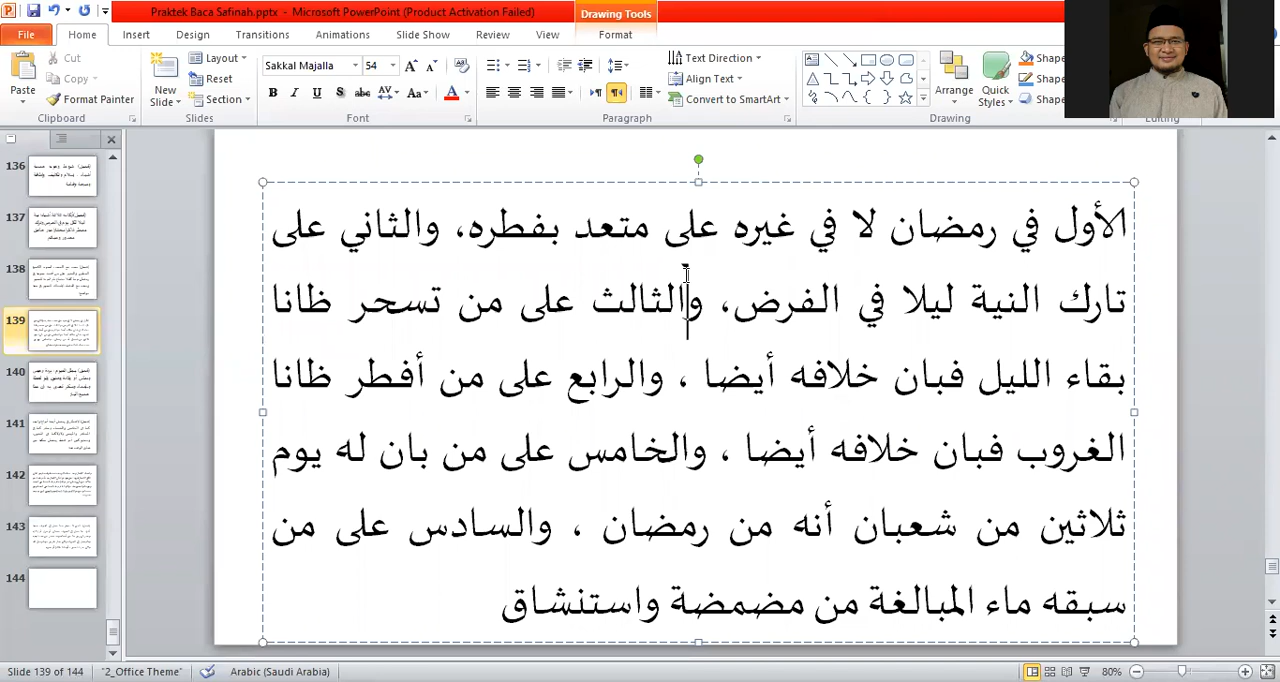 Praktek Baca Safinah.pptx - Microsoft PowerPoint (Product Activation Failed)
Drawing Tools
File Home Insert Design Transitions Animations Slide Show Review View Format
Cut
Copy
Format Painter
Paste
Clipboard
New Slide
Layout
Reset
Section
Slides
Sakkal Majalla 54
Font
Text Direction
Align Text
Convert to SmartArt
Paragraph
Arrange
Quick Styles
Shape
Shape
Shape
Drawing
Editing
الأول في رمضان لا في غيره على متعد بفطره، والثاني على
تارك النية ليلا في الفرض، والثالث على من تسحر ظانا
بقاء الليل فبان خلافه أيضا ، والرابع على من أفطر ظانا
الغروب فبان خلافه أيضا ، والخامس على من بان له يوم
ثلاثين من شعبان أنه من رمضان ، والسادس على من
سبقه ماء المبالغة من مضمضة واستنشاق
136
137
138
139
140
141
142
143
144
Slide 139 of 144 "2_Office Theme" Arabic (Saudi Arabia) 80%